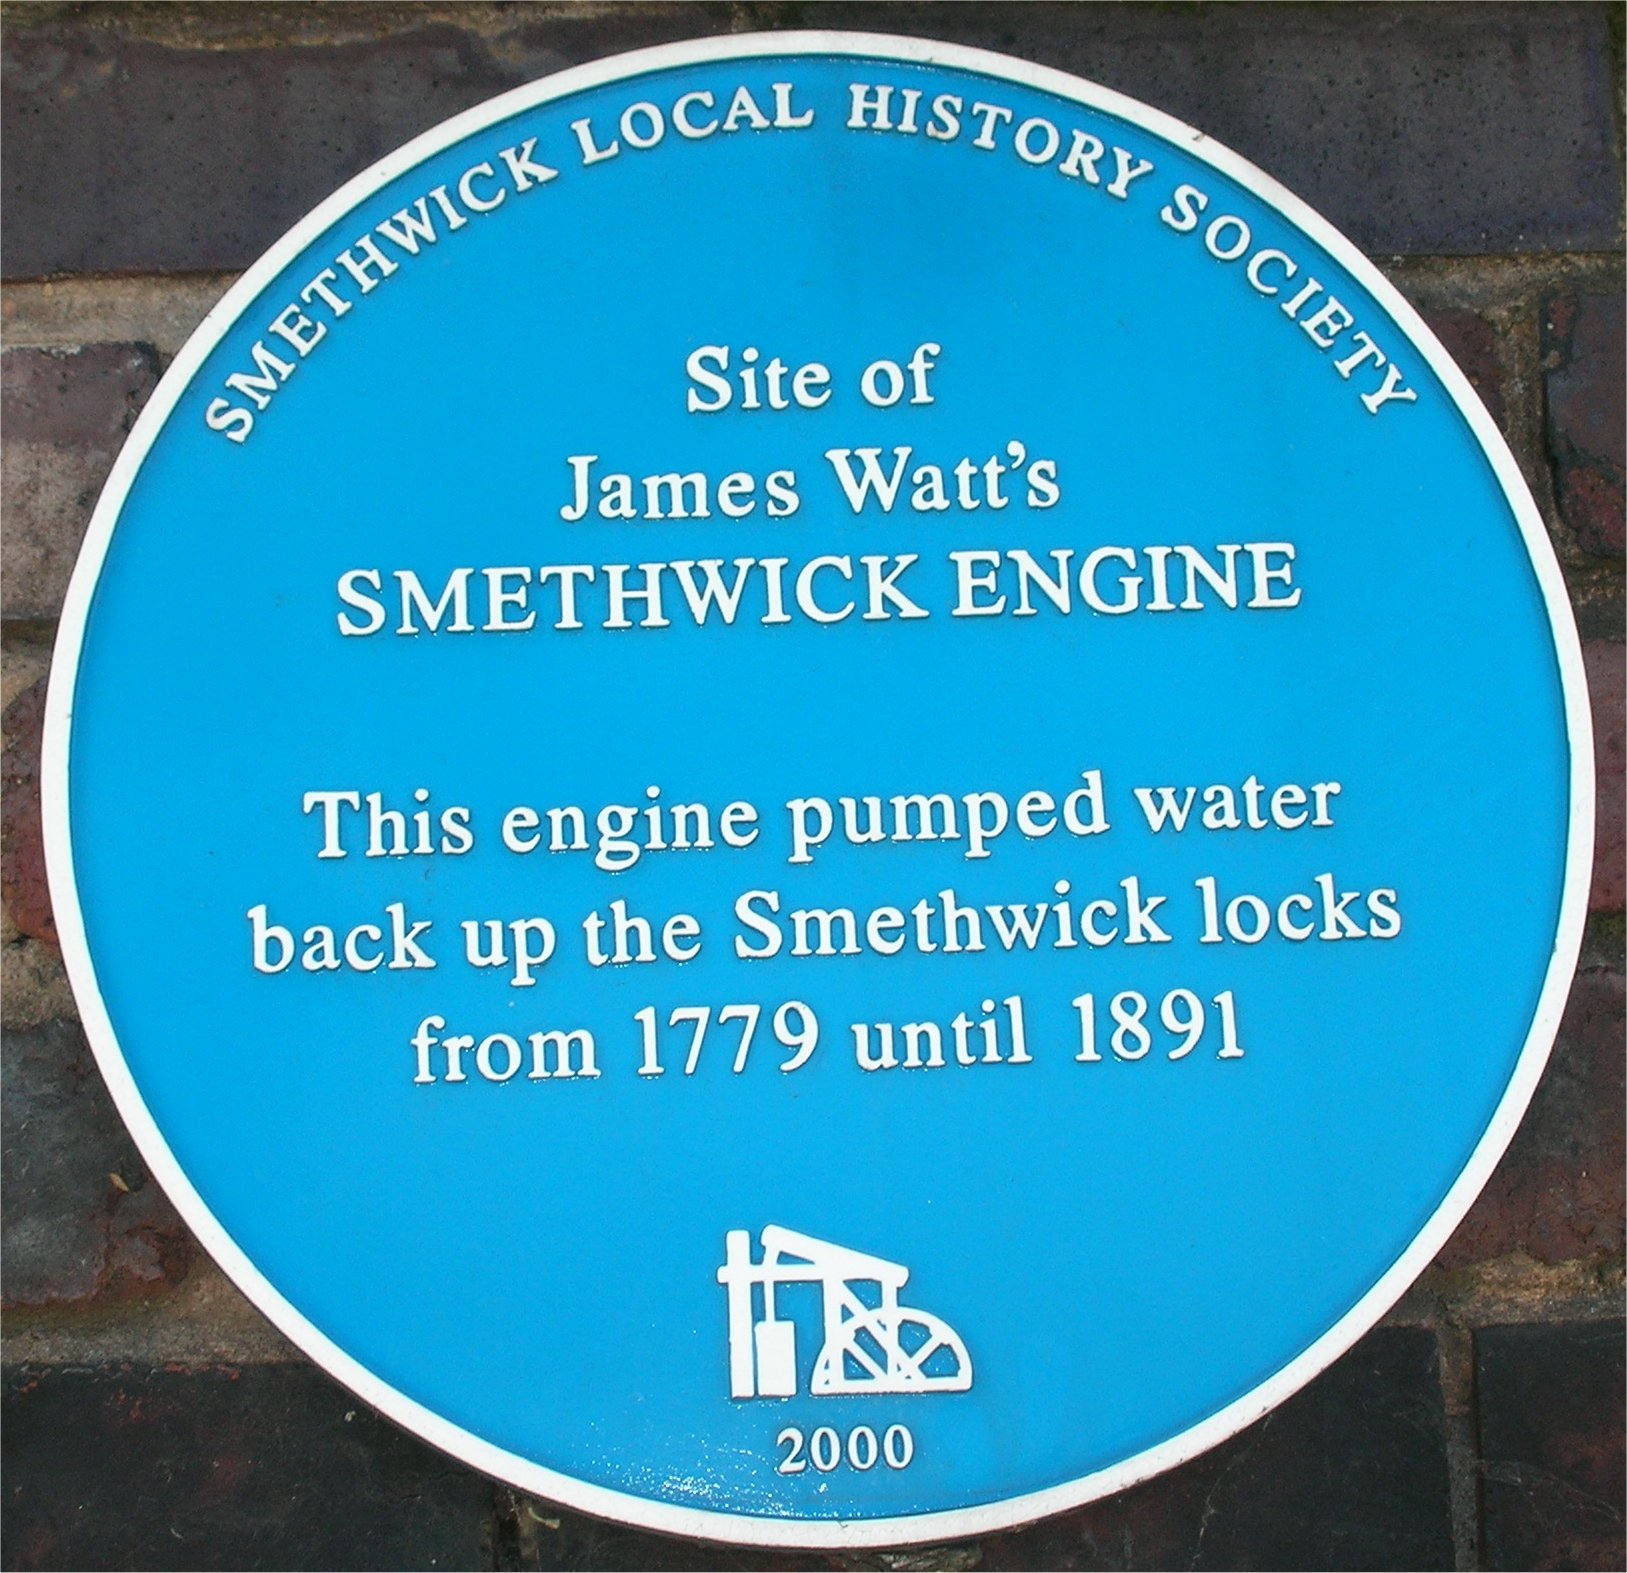 SMETHWICK LOCAL HISTORY SOCIETY
Site of
James Watt's
SMETHWICK ENGINE
This engine pumped water
back up the Smethwick locks
from 1779 until 1891
2000